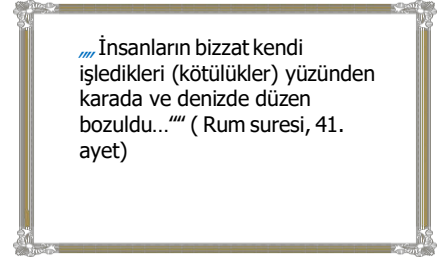 „„ İnsanların bizzat kendi
işledikleri (kötülükler) yüzünden
karada ve denizde düzen
bozuldu…““ ( Rum suresi, 41.
ayet)